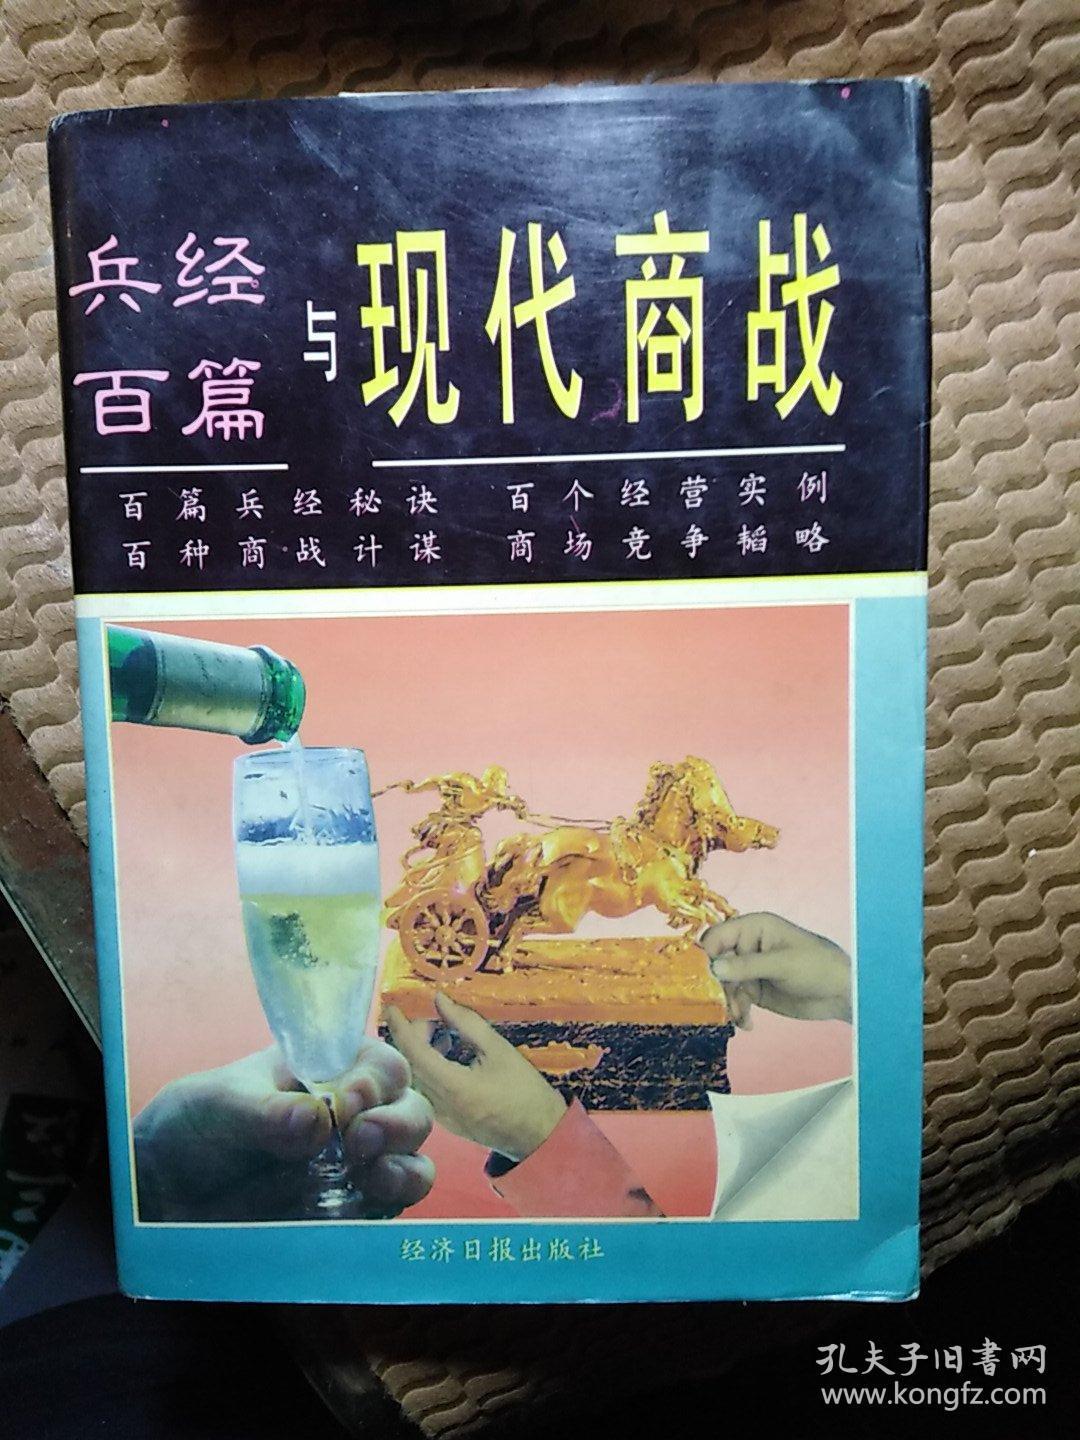 兵经
百篇
与
现代商战
百篇兵经秘诀 百个经营实例
百种商战计谋 商场竞争韬略
经济日报出版社
孔夫子旧書网
www.kongfz.com